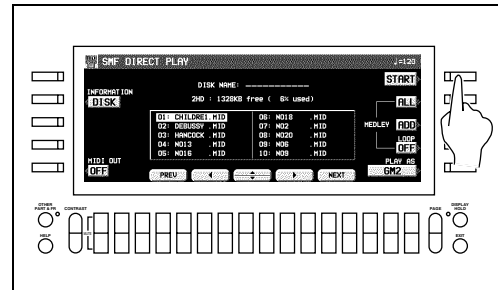 SMF DIRECT PLAY ♩=120
DISK NAME: ____________
START
INFORMATION
DISK
2HD : 1328KB free ( 6% used)
ALL
01: CHILDRE1.MID 06: NO18 .MID
02: DEBUSSY .MID 07: NO2 .MID
MEDLEY ADD
03: HANCOCK .MID 08: NO20 .MID
04: NO13 .MID 09: NO6 .MID
LOOP
OFF
05: NO16 .MID 10: NO9 .MID
MIDI OUT
OFF
PLAY AS
GM2
PREV NEXT
OTHER
PART & FR
CONTRAST
PAGE
DISPLAY
HOLD
HELP
MUTE
EXIT